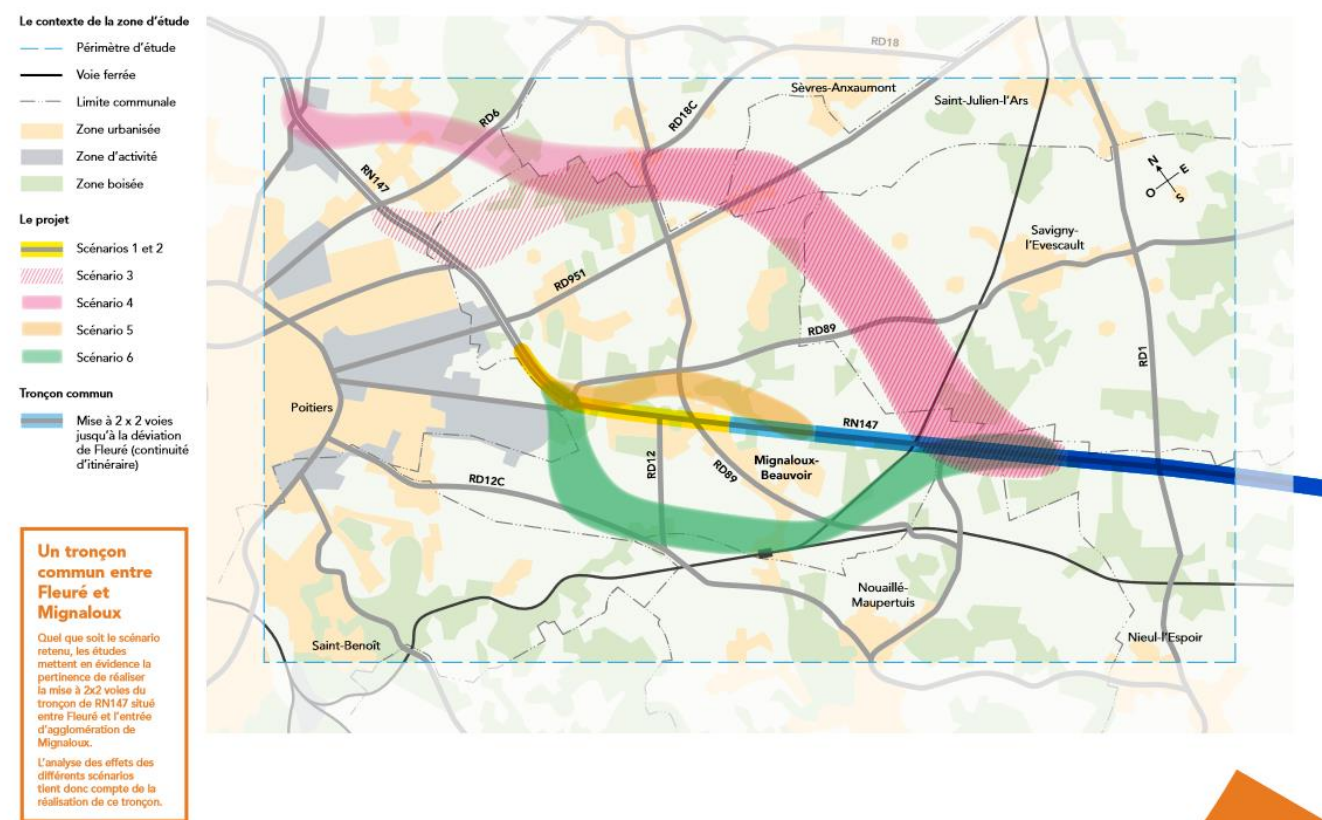 Le contexte de la zone d'étude
Périmètre d'étude
Voie ferrée
Limite communale
Zone urbanisée
Zone d'activité
Zone boisée
Le projet
Scénarios 1 et 2
Scénario 3
Scénario 4
Scénario 5
Scénario 6
Tronçon commun
Mise à 2 x 2 voies
jusqu'à la déviation
de Fleuré (continuité
d'itinéraire)
Un tronçon
commun entre
Fleuré et
Mignaloux
Quel que soit le scénario
retenu, les études
mettent en évidence la
pertinence de réaliser
la mise à 2x2 voies du
tronçon de RN147 situé
entre Fleuré et l'entrée
d'agglomération de
Mignaloux.
L'analyse des effets des
différents scénarios
tient donc compte de la
réalisation de ce tronçon.
RD18
Sèvres-Anxaumont
Saint-Julien-l'Ars
RD6
RD18C
RN147
N
E
O
S
Savigny-
l'Evescault
RD951
RD89
RD1
Poitiers
RN147
Mignaloux-
Beauvoir
RD12
RD89
RD12C
Nouaillé-
Maupertuis
Saint-Benoît
Nieul-l'Espoir